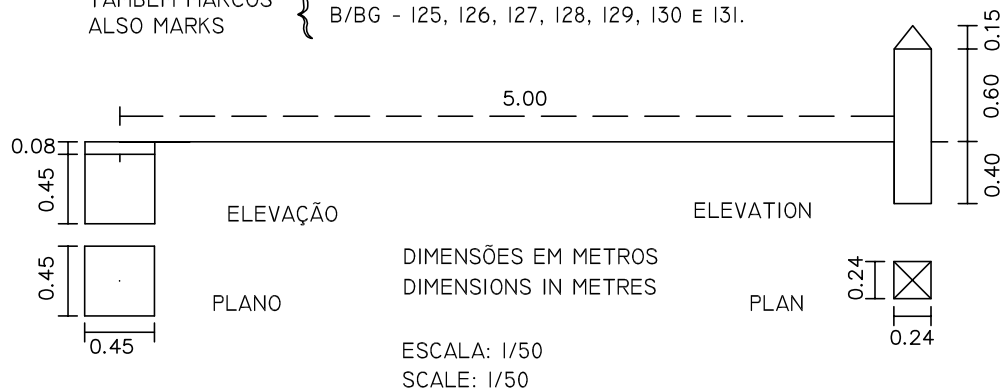 TAMBÉM MARCOS
ALSO MARKS
B/BG - 125, 126, 127, 128, 129, 130 E 131.
0.15
5.00
0.60
0.08
0.45
0.40
ELEVAÇÃO
ELEVATION
DIMENSÕES EM METROS
DIMENSIONS IN METRES
0.45
0.24
PLANO
PLAN
0.45
0.24
ESCALA: 1/50
SCALE: 1/50